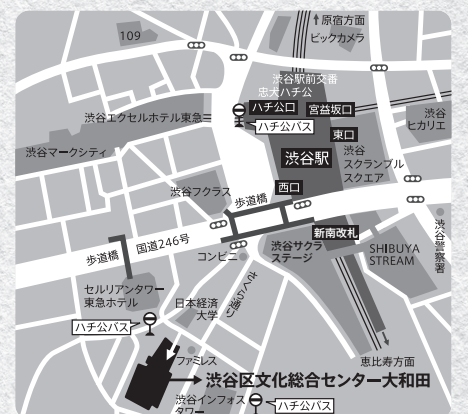 ↑原宿方面
ビックカメラ
109
渋谷駅前交番
忠犬ハチ公
ハチ公口
宮益坂口
渋谷エクセルホテル東急
ハチ公バス
東口
渋谷
ヒカリエ
渋谷マークシティ
渋谷駅
渋谷
スクランブル
スクエア
渋谷フクラス
西口
歩道橋
新南改札
国道246号
歩道橋
コンビニ
渋谷サクラ
ステージ
SHIBUYA
STREAM
渋谷警察署
さくら通り
セルリアンタワー
東急ホテル
日本経済
大学
ハチ公バス
ファミレス
恵比寿方面
渋谷区文化総合センター大和田
渋谷インフォス
タワー
ハチ公バス